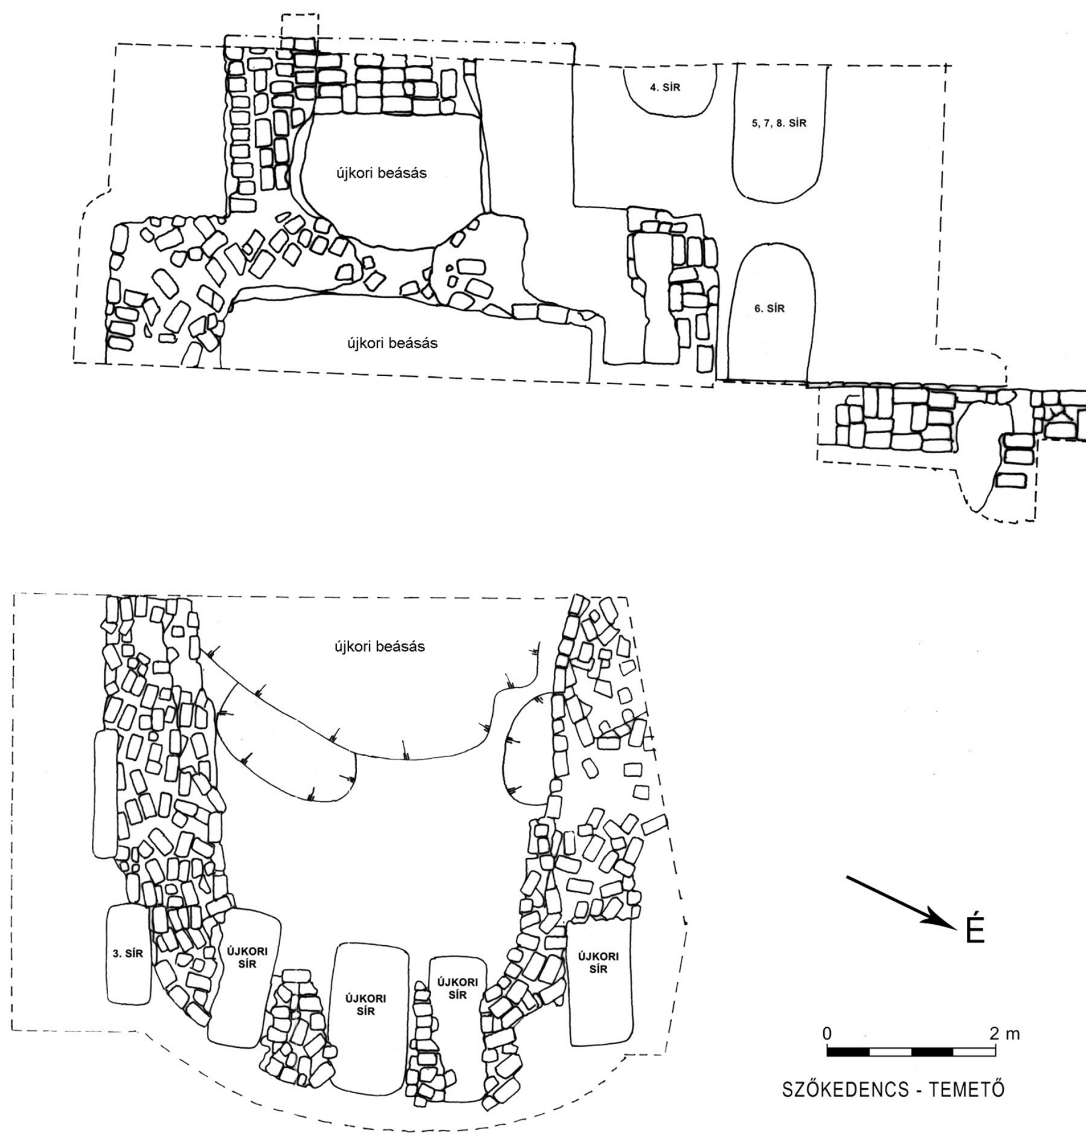 4. SÍR
5, 7, 8. SÍR
újkori beásás
6. SÍR
újkori beásás
újkori beásás
3. SÍR
ÚJKORI
SÍR
ÚJKORI
SÍR
ÚJKORI
SÍR
ÚJKORI
SÍR
É
0 2 m
SZŐKEDENCS - TEMETŐ